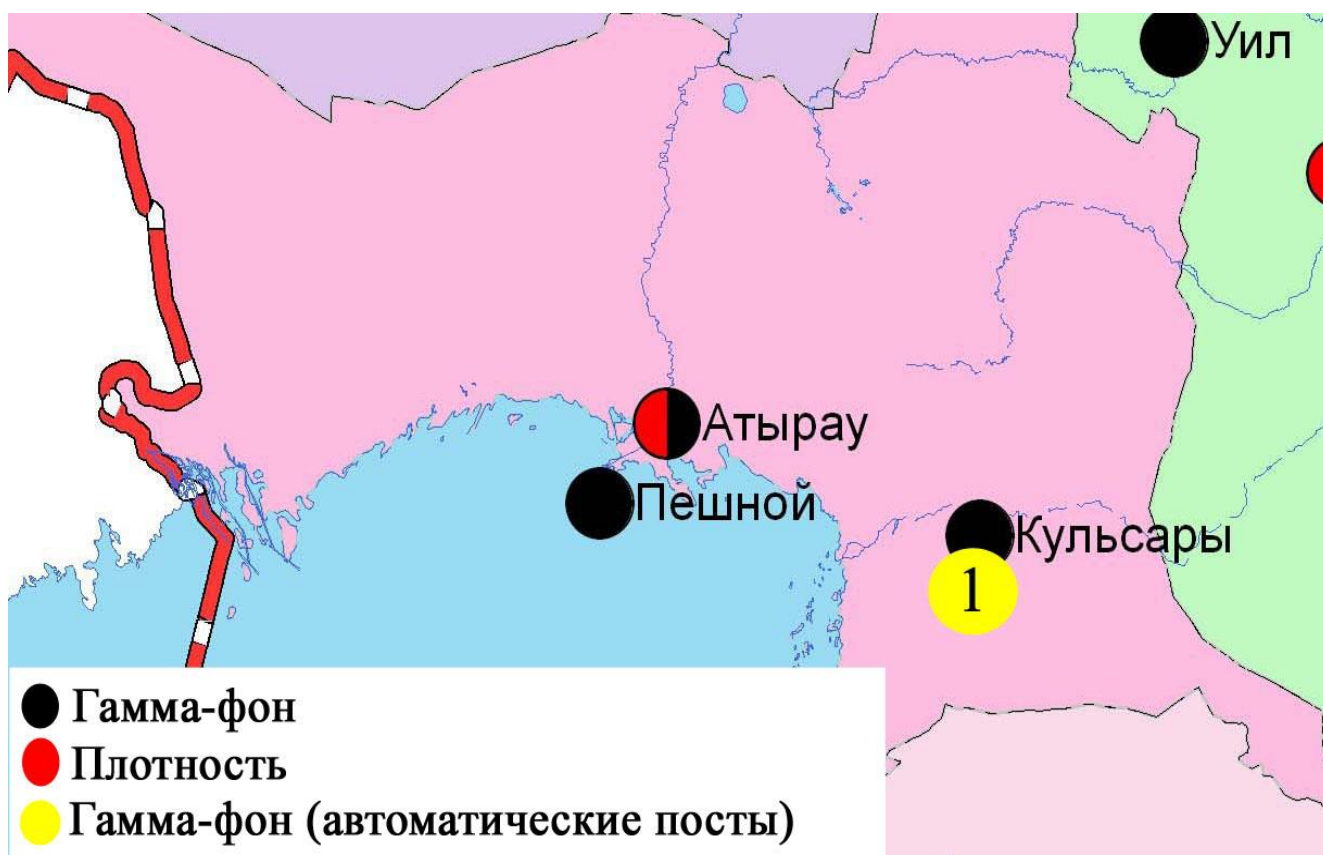 Уил
Атырау
Пешной
Кульсары
1
Гамма-фон
Плотность
Гамма-фон (автоматические посты)